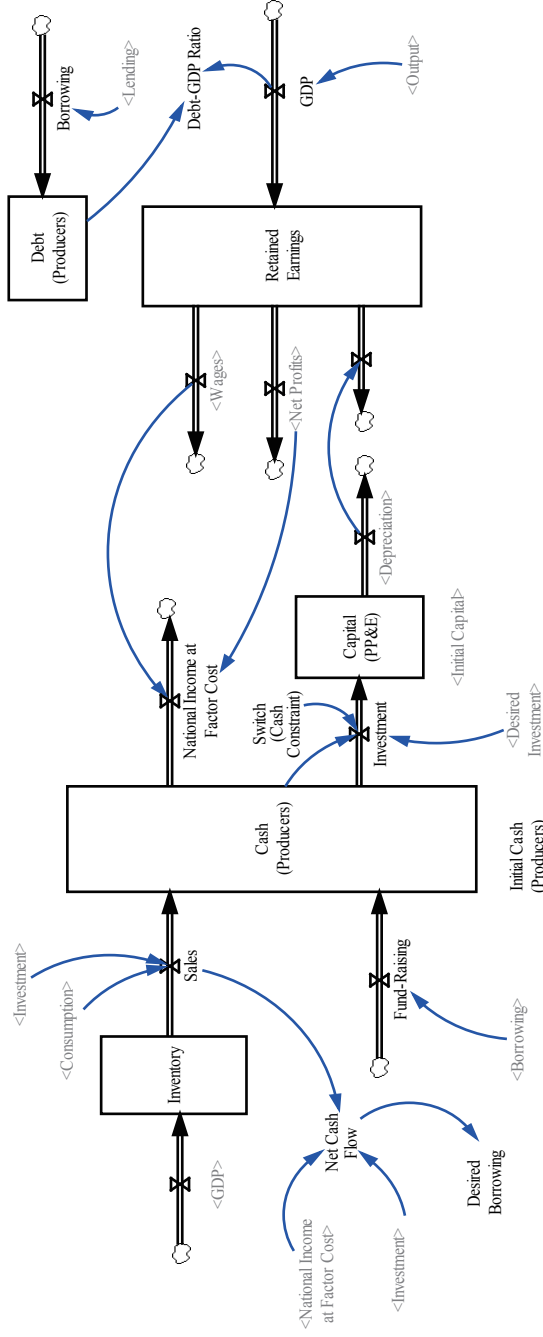 <Investment>
<Consumption>
Inventory
Sales
<GDP>
Cash
(Producers)
National Income at
Factor Cost
<Wages>
Debt
(Producers)
Borrowing
<Lending>
Debt-GDP Ratio
Retained
Earnings
<Net Profits>
GDP
<Output>
<National Income
at Factor Cost>
Net Cash
Flow
<Investment>
Fund-Raising
Switch
(Cash
Constraint)
Investment
Capital
(PP&E)
<Depreciation>
<Initial Capital>
Desired
Borrowing
<Borrowing>
Initial Cash
(Producers)
<Desired
Investment>